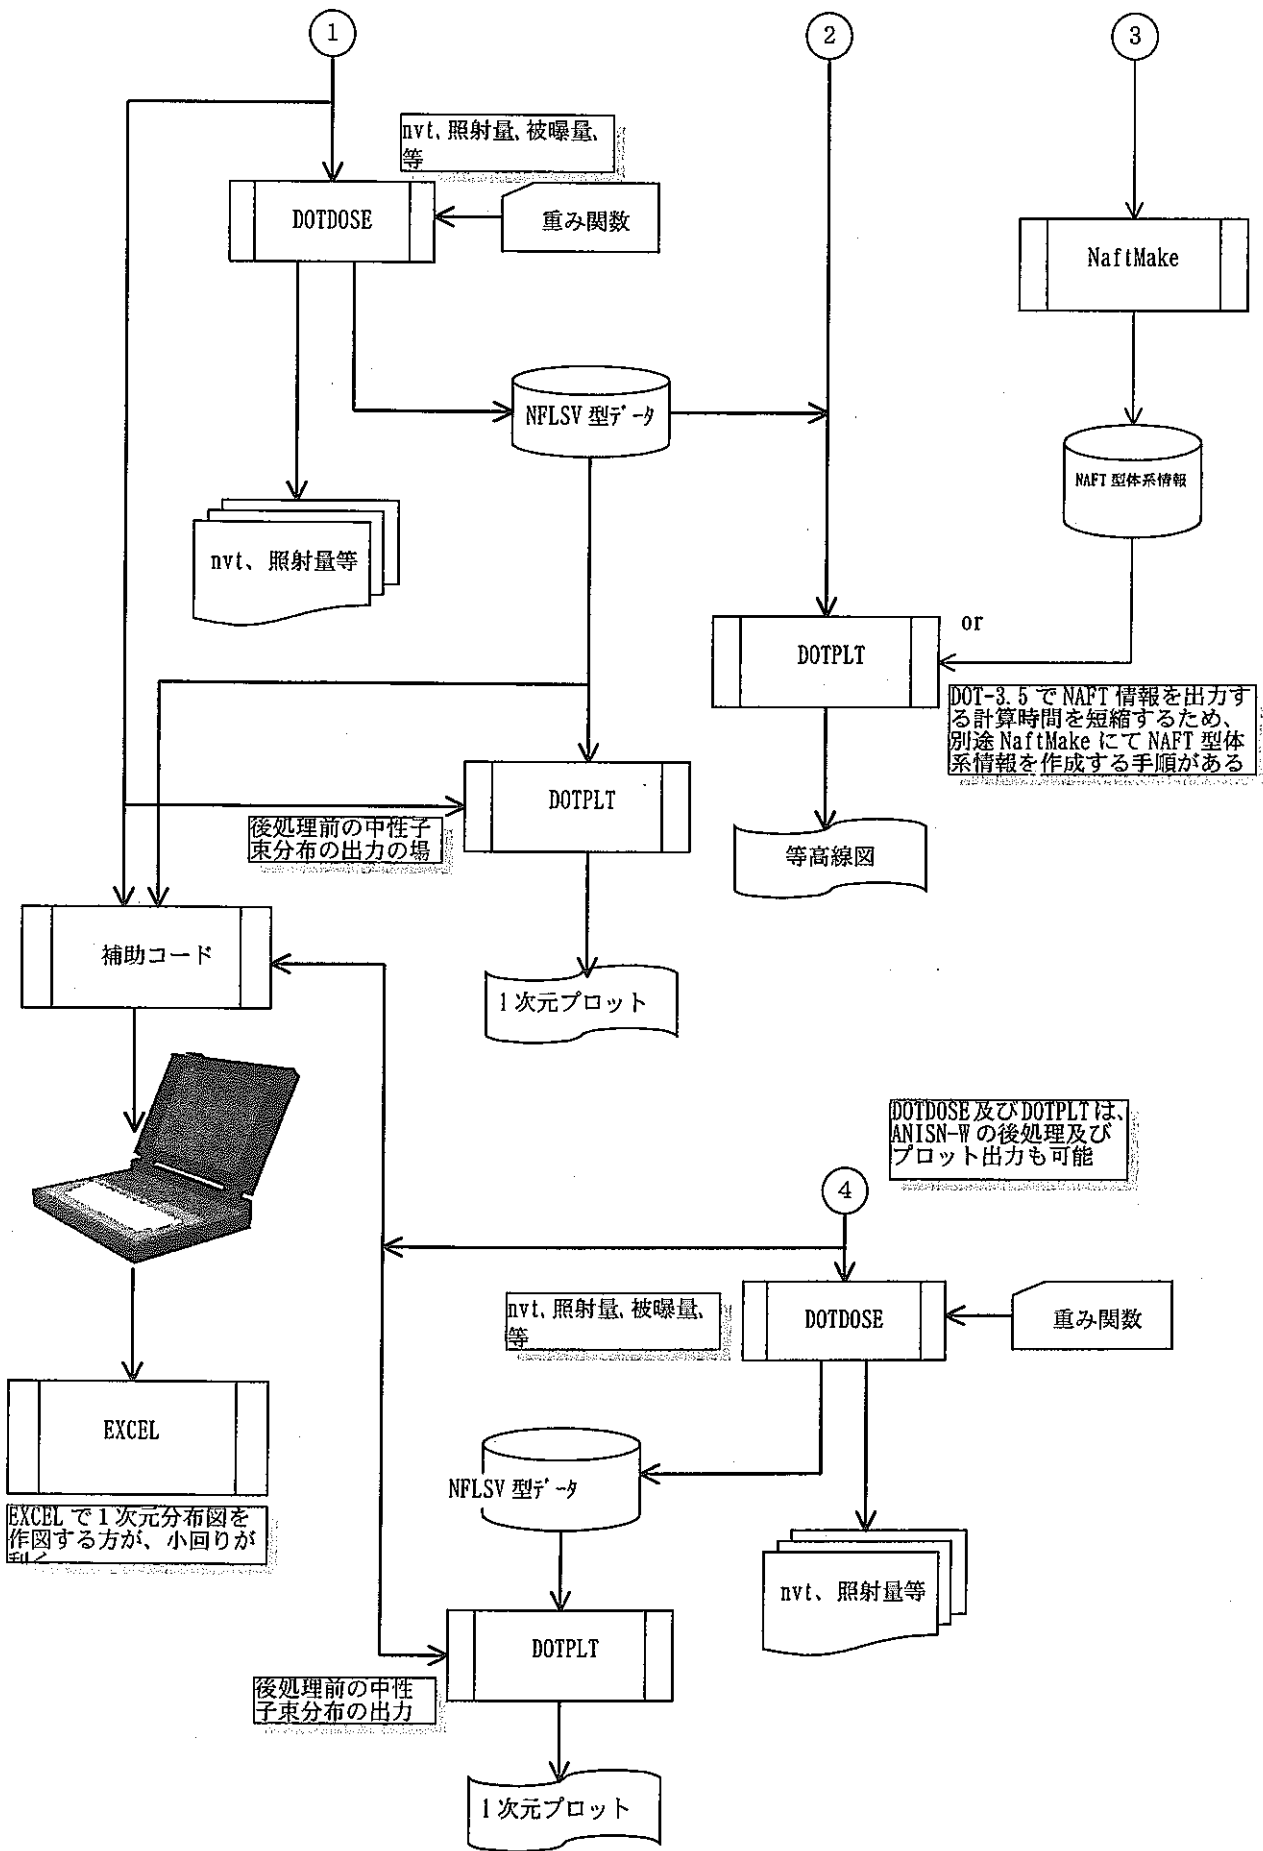 1
2
3
nvt、照射量、被曝量、
等
DOTDOSE
重み関数
NaftMake
NFLSV 型データ
NAFT 型体系情報
nvt、照射量等
or
DOTPLT
DOT-3.5 で NAFT 情報を出力す
る計算時間を短縮するため、
別途 NaftMake にて NAFT 型体
系情報を作成する手順がある
DOTPLT
後処理前の中性子
束分布の出力の場
等高線図
補助コード
1 次元プロット
DOTDOSE 及び DOTPLT は、
ANISN-W の後処理及び
プロット出力も可能
4
nvt、照射量、被曝量、
等
DOTDOSE
重み関数
EXCEL
NFLSV 型データ
EXCEL で 1 次元分布図を
作図する方が、小回りが
nvt、照射量等
DOTPLT
後処理前の中性
子束分布の出力
1 次元プロット